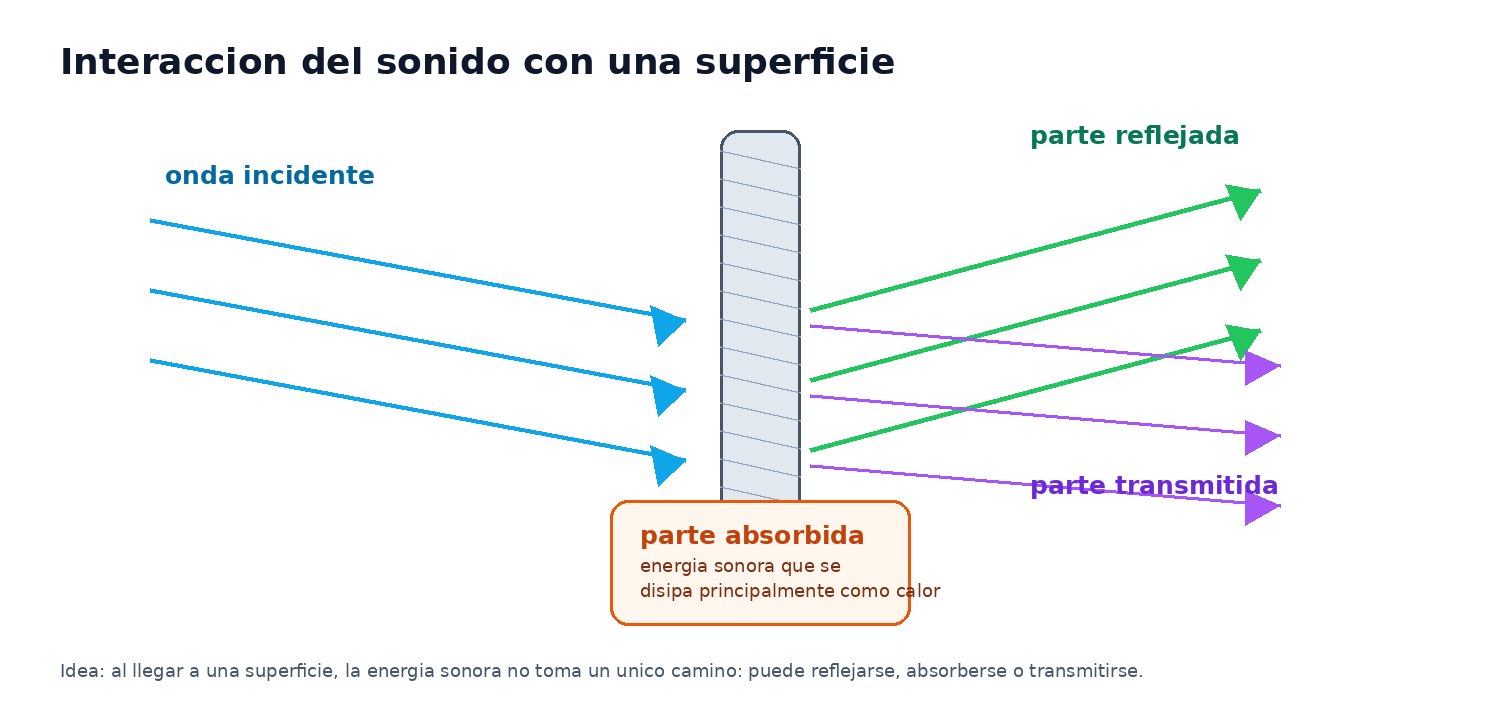 Interaccion del sonido con una superficie
parte reflejada
onda incidente
parte transmitida
parte absorbida
energia sonora que se
disipa principalmente como calor
Idea: al llegar a una superficie, la energia sonora no toma un unico camino: puede reflejarse, absorberse o transmitirse.